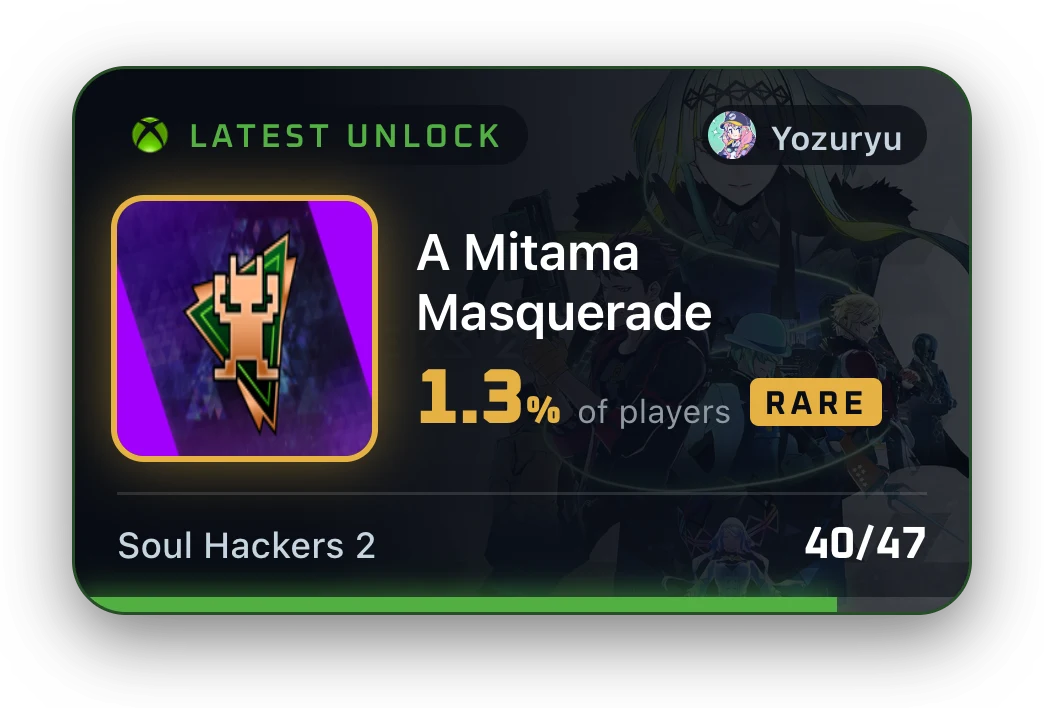 LATEST UNLOCK
Yozuryu
A Mitama
Masquerade
1.3% of players RARE
Soul Hackers 2
40/47